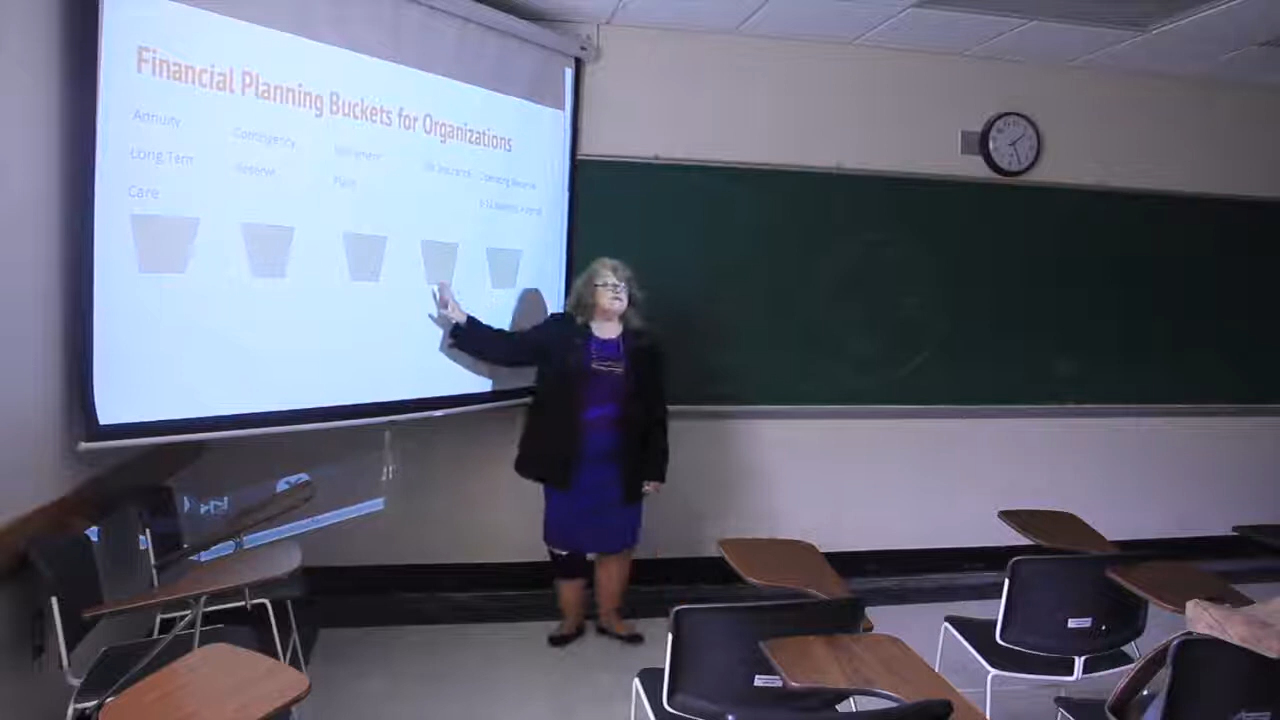 Financial Planning Buckets for Organizations
Annuity
Long Term
Care
Contingency
Reserve
Retirement
Plan
Life Insurance
Operating Reserve